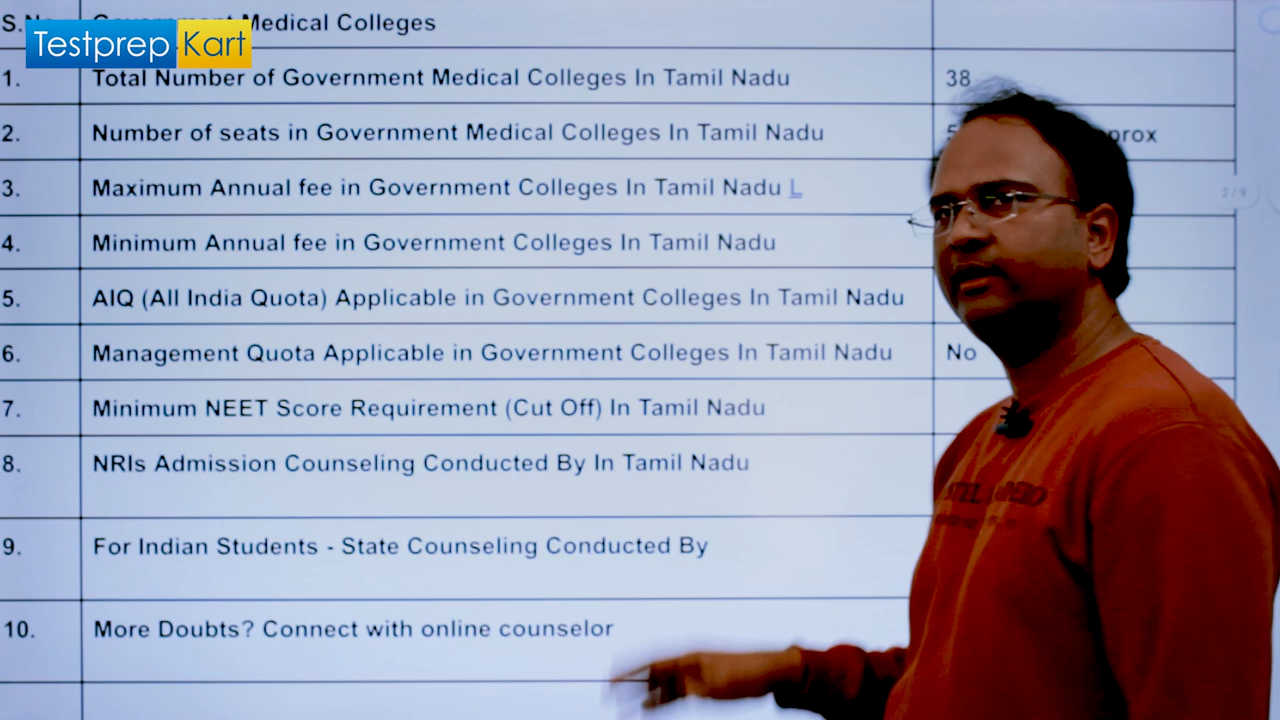 S.No Government Medical Colleges
Testprep Kart
1. Total Number of Government Medical Colleges In Tamil Nadu 38
2. Number of seats in Government Medical Colleges In Tamil Nadu
3. Maximum Annual fee in Government Colleges In Tamil Nadu L
2/9
4. Minimum Annual fee in Government Colleges In Tamil Nadu
5. AIQ (All India Quota) Applicable in Government Colleges In Tamil Nadu
6. Management Quota Applicable in Government Colleges In Tamil Nadu No
7. Minimum NEET Score Requirement (Cut Off) In Tamil Nadu
8. NRIs Admission Counseling Conducted By In Tamil Nadu
9. For Indian Students - State Counseling Conducted By
10. More Doubts? Connect with online counselor